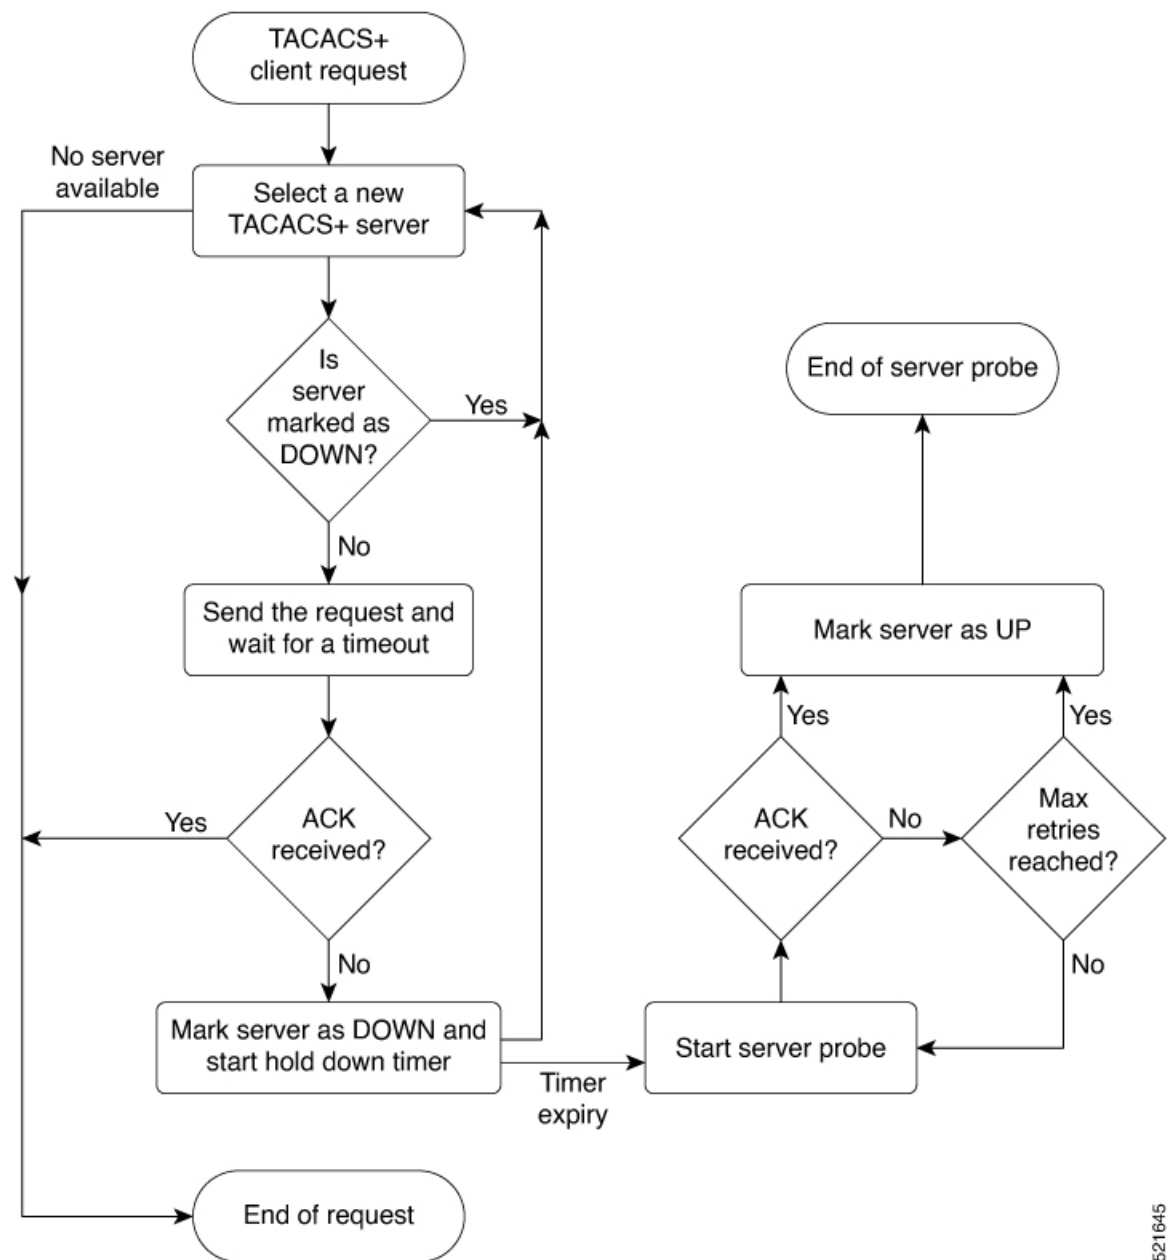 TACACS+
client request
No server
available
Select a new
TACACS+ server
Is
server
marked as
DOWN?
Yes
No
Send the request and
wait for a timeout
ACK
received?
Yes
No
Mark server as DOWN and
start hold down timer
Timer
expiry
End of request
End of server probe
Mark server as UP
Yes
Yes
ACK
received?
No
Max
retries
reached?
No
Start server probe
521645